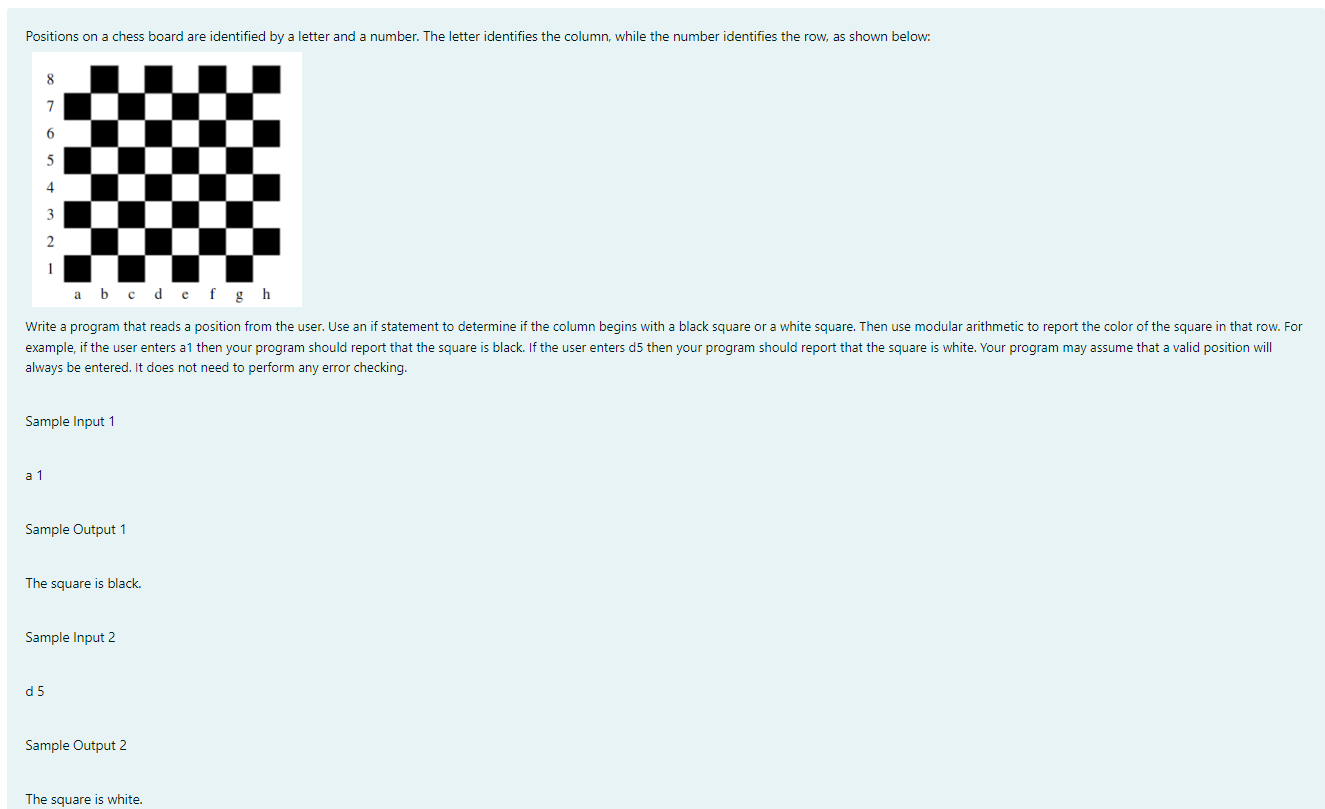 Positions on a chess board are identified by a letter and a number. The letter identifies the column, while the number identifies the row, as shown below:
8
7
6
5
4
3
2
1
a b c d e f g h
Write a program that reads a position from the user. Use an if statement to determine if the column begins with a black square or a white square. Then use modular arithmetic to report the color of the square in that row. For
example, if the user enters a1 then your program should report that the square is black. If the user enters d5 then your program should report that the square is white. Your program may assume that a valid position will
always be entered. It does not need to perform any error checking.
Sample Input 1
a 1
Sample Output 1
The square is black.
Sample Input 2
d 5
Sample Output 2
The square is white.